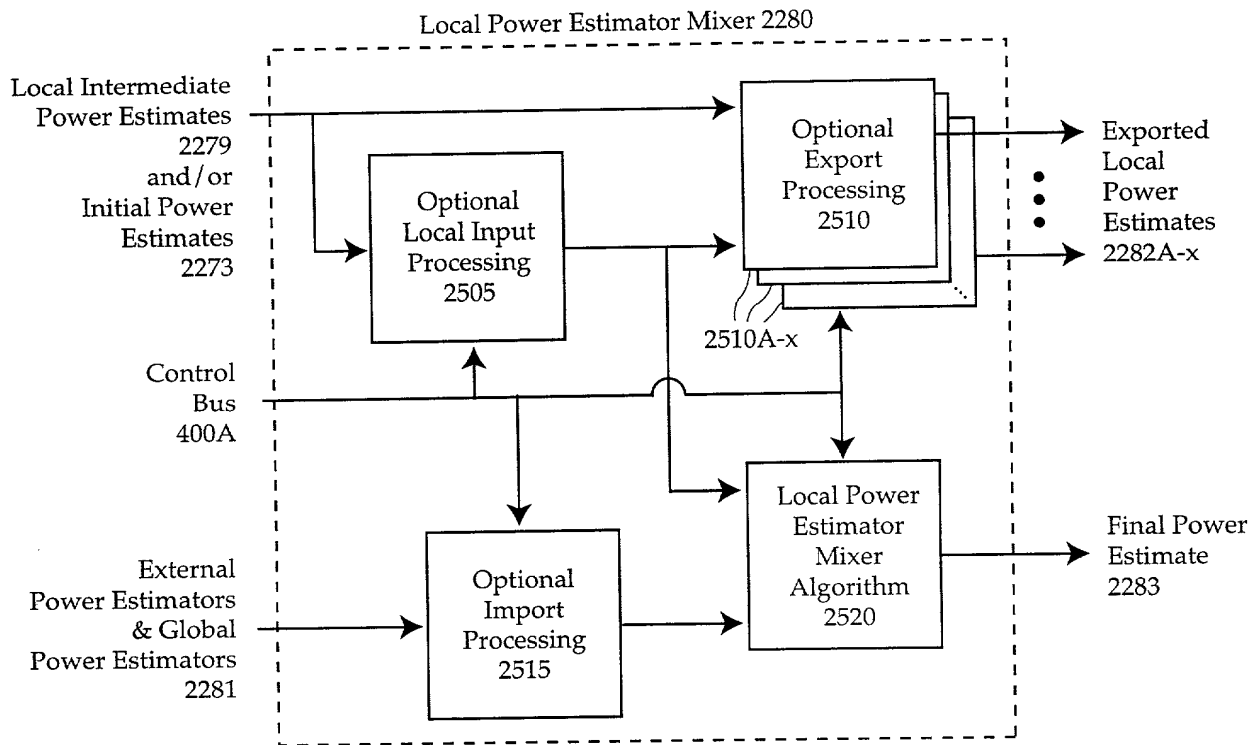 Local Power Estimator Mixer 2280
Local Intermediate
Power Estimates
2279
and/or
Initial Power
Estimates
2273
Optional
Local Input
Processing
2505
Optional
Export
Processing
2510
Exported
Local
Power
Estimates
2282A-x
2510A-x
Control
Bus
400A
External
Power Estimators
& Global
Power Estimators
2281
Optional
Import
Processing
2515
Local Power
Estimator
Mixer
Algorithm
2520
Final Power
Estimate
2283